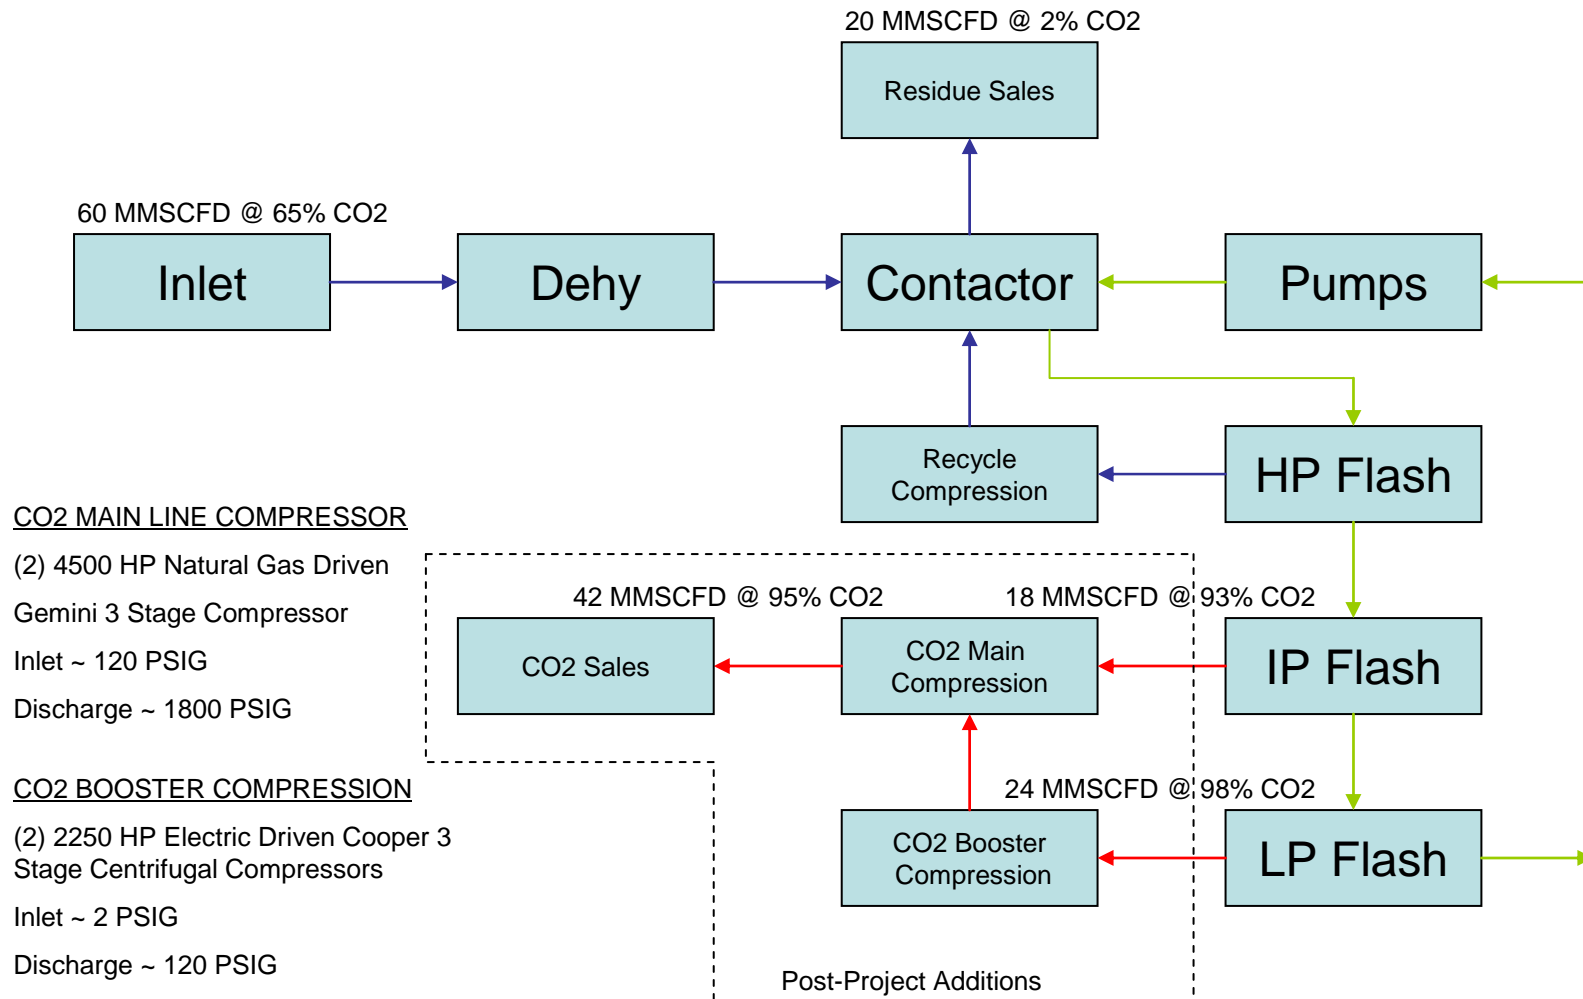 20 MMSCFD @ 2% CO2
Residue Sales
60 MMSCFD @ 65% CO2
Inlet
Dehy
Contactor
Pumps
Recycle
Compression
HP Flash
CO2 MAIN LINE COMPRESSOR
(2) 4500 HP Natural Gas Driven
Gemini 3 Stage Compressor
Inlet ~ 120 PSIG
Discharge ~ 1800 PSIG
42 MMSCFD @ 95% CO2
18 MMSCFD @ 93% CO2
CO2 Sales
CO2 Main
Compression
IP Flash
CO2 BOOSTER COMPRESSION
(2) 2250 HP Electric Driven Cooper 3
Stage Centrifugal Compressors
Inlet ~ 2 PSIG
Discharge ~ 120 PSIG
24 MMSCFD @ 98% CO2
CO2 Booster
Compression
LP Flash
Post-Project Additions